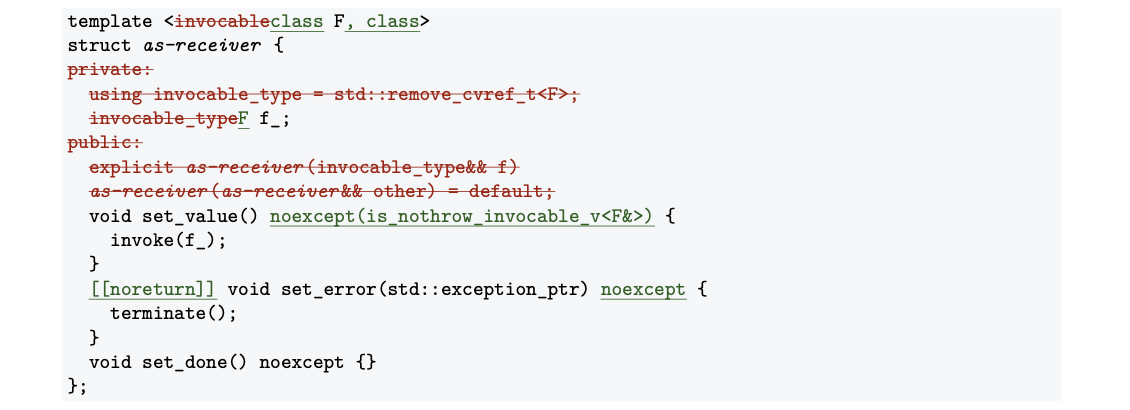 template <invocableclass F, class>
struct as-receiver {
private:
  using invocable_type = std::remove_cvref_t<F>;
  invocable_typeF f_;
public:
  explicit as-receiver(invocable_type&& f)
  as-receiver(as-receiver&& other) = default;
  void set_value() noexcept(is_nothrow_invocable_v<F&>) {
    invoke(f_);
  }
  [[noreturn]] void set_error(std::exception_ptr) noexcept {
    terminate();
  }
  void set_done() noexcept {}
};